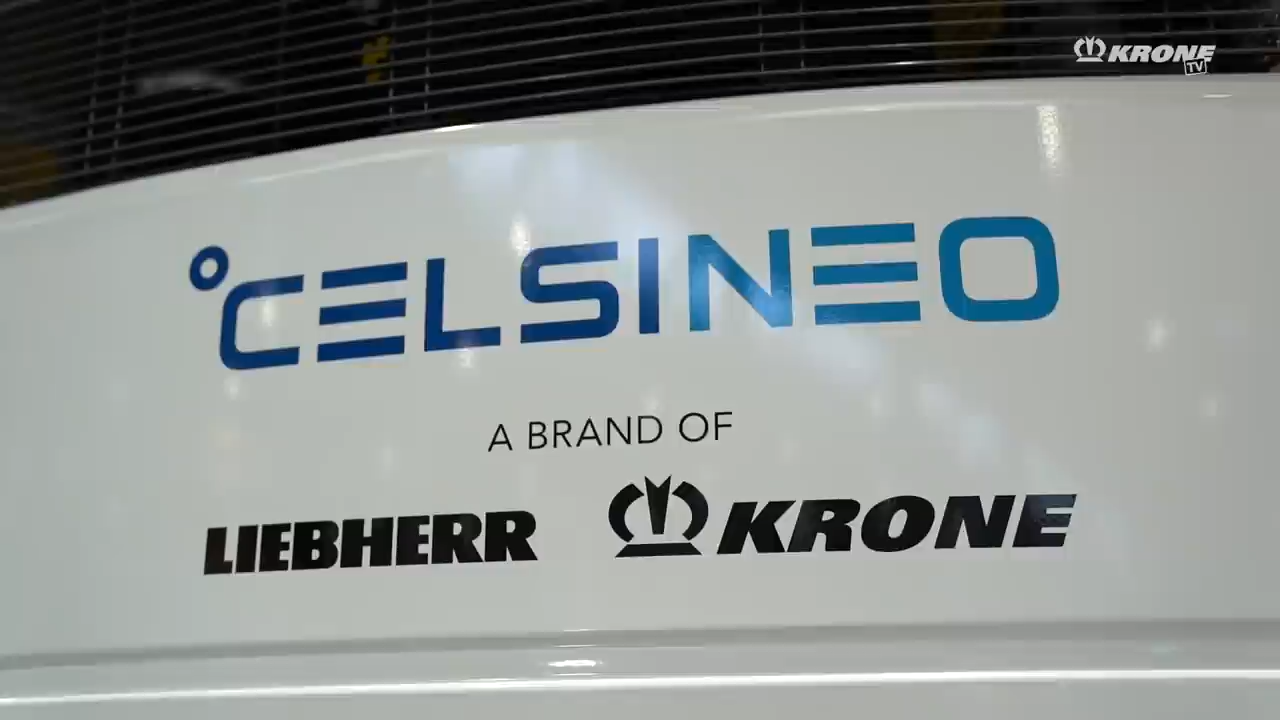 KRONE
TV
°CELSINEO
A BRAND OF
LIEBHERR KRONE